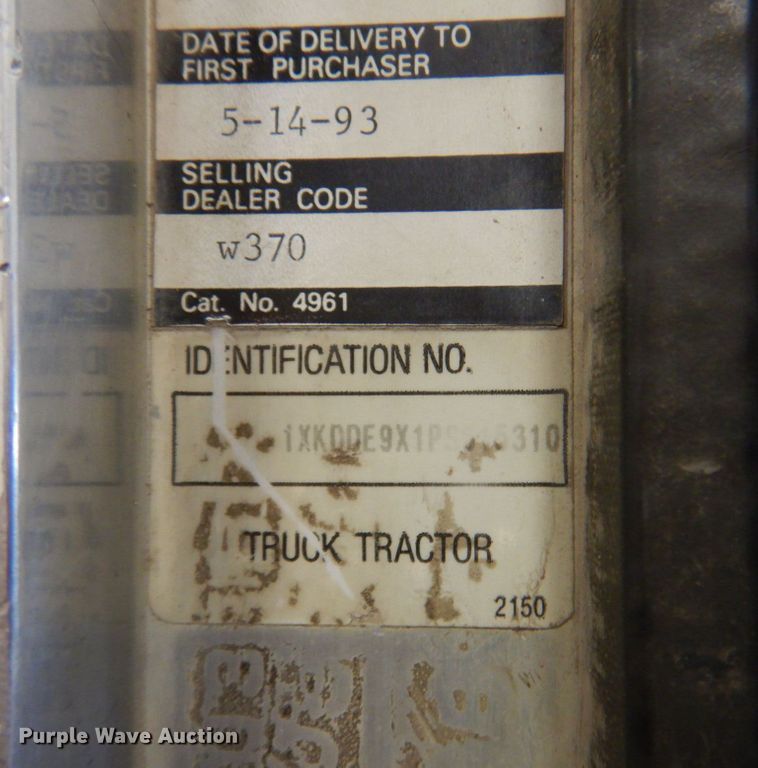 DATE OF DELIVERY TO
FIRST PURCHASER
5-14-93
SELLING
DEALER CODE
w370
Cat. No. 4961
IDENTIFICATION NO.
TRUCK TRACTOR
2150
Purple Wave Auction